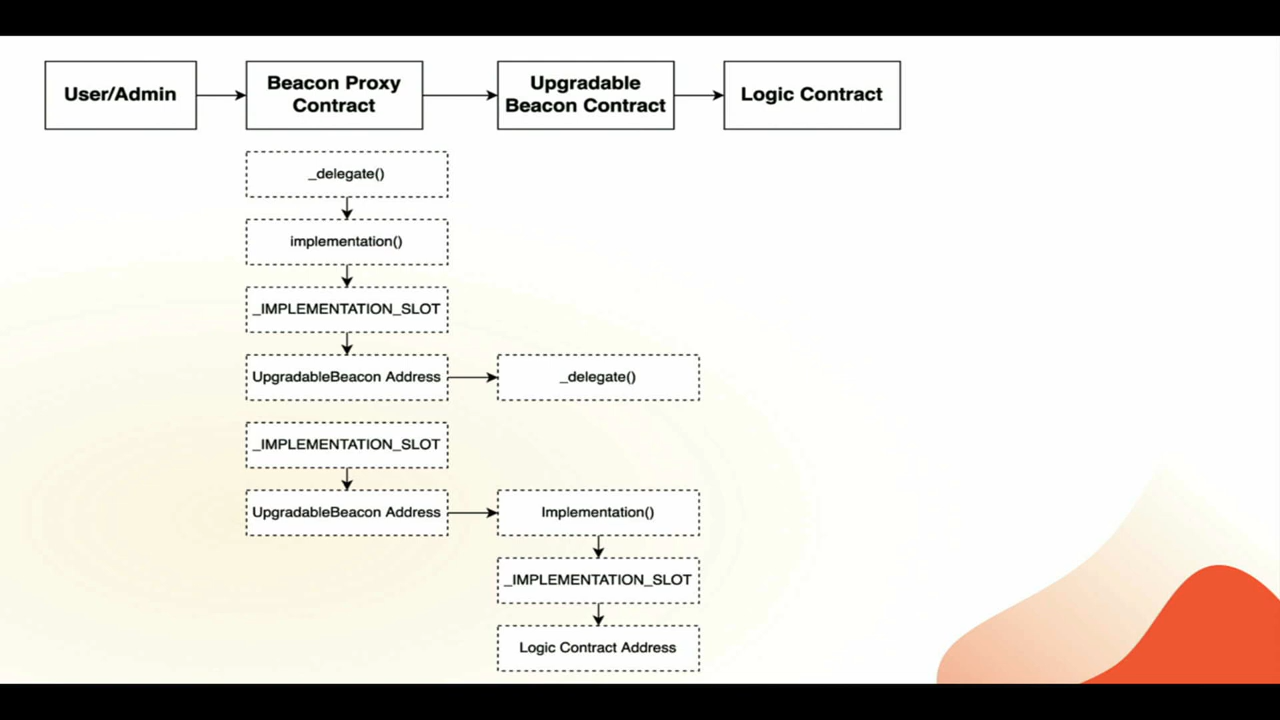 User/Admin
Beacon Proxy
Contract
Upgradable
Beacon Contract
Logic Contract
_delegate()
implementation()
_IMPLEMENTATION_SLOT
UpgradableBeacon Address
_delegate()
_IMPLEMENTATION_SLOT
UpgradableBeacon Address
Implementation()
_IMPLEMENTATION_SLOT
Logic Contract Address